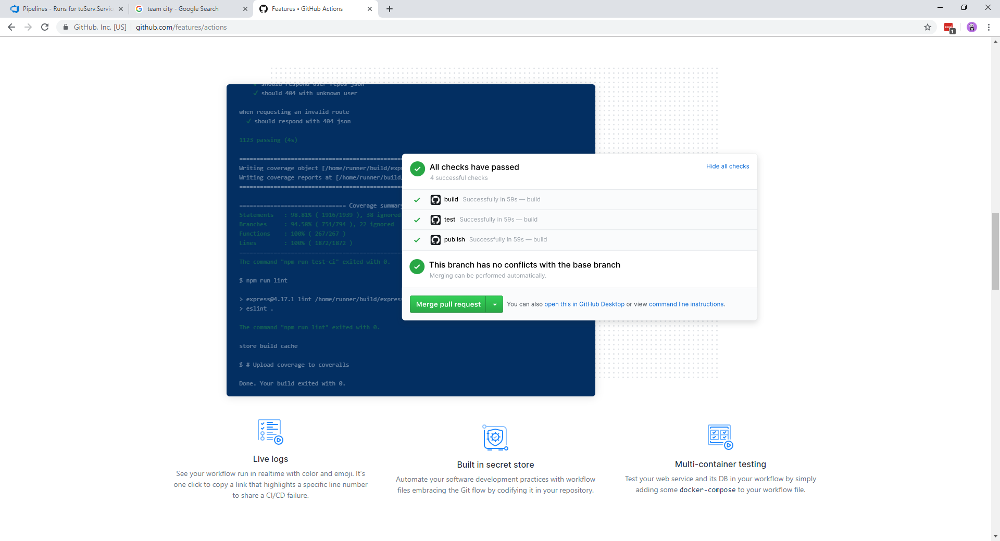 Pipelines - Runs for tuServ.Servic
team city - Google Search
Features • GitHub Actions
GitHub, Inc. [US]
github.com/features/actions
1
✓ should respond user repos json
✓ should 404 with unknown user
when requesting an invalid route
✓ should respond with 404 json
1123 passing (4s)
===============================================
Writing coverage object [/home/runner/build/expr
Writing coverage reports at [/home/runner/build/
===============================================
=============================== Coverage summary
Statements : 98.81% ( 1916/1939 ), 38 ignored
Branches : 94.58% ( 751/794 ), 22 ignored
Functions : 100% ( 267/267 )
Lines : 100% ( 1872/1872 )
===============================================
The command "npm run test-ci" exited with 0.
$ npm run lint
> express@4.17.1 lint /home/runner/build/express
> eslint .
The command "npm run lint" exited with 0.
store build cache
$ # Upload coverage to coveralls
Done. Your build exited with 0.
All checks have passed
Hide all checks
4 successful checks
build Successfully in 59s — build
test Successfully in 59s — build
publish Successfully in 59s — build
This branch has no conflicts with the base branch
Merging can be performed automatically.
Merge pull request
You can also open this in GitHub Desktop or view command line instructions.
Live logs
See your workflow run in realtime with color and emoji. It's
one click to copy a link that highlights a specific line number
to share a CI/CD failure.
Built in secret store
Automate your software development practices with workflow
files embracing the Git flow by codifying it in your repository.
Multi-container testing
Test your web service and its DB in your workflow by simply
adding some docker-compose to your workflow file.